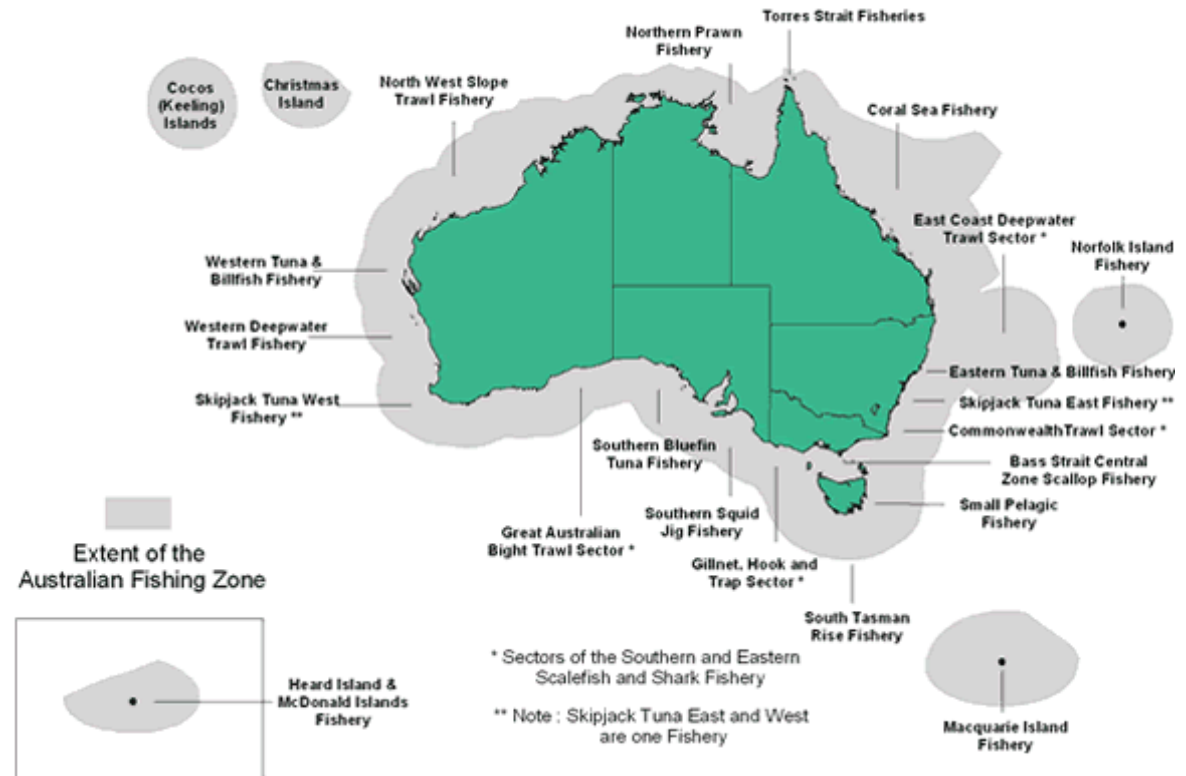 Torres Strait Fisheries
Northern Prawn
Fishery
Cocos
(Keeling)
Islands
Christmas
Island
North West Slope
Trawl Fishery
Coral Sea Fishery
East Coast Deepwater
Trawl Sector *
Norfolk Island
Fishery
Western Tuna &
Billfish Fishery
Western Deepwater
Trawl Fishery
Skipjack Tuna West
Fishery **
Eastern Tuna & Billfish Fishery
Skipjack Tuna East Fishery **
CommonwealthTrawl Sector *
Bass Strait Central
Zone Scallop Fishery
Small Pelagic
Fishery
Southern Bluefin
Tuna Fishery
Southern Squid
Jig Fishery
Great Australian
Bight Trawl Sector *
Gillnet, Hook and
Trap Sector *
South Tasman
Rise Fishery
Extent of the
Australian Fishing Zone
Heard Island &
McDonald Islands
Fishery
* Sectors of the Southern and Eastern
Scalefish and Shark Fishery
** Note : Skipjack Tuna East and West
are one Fishery
Macquarie Island
Fishery